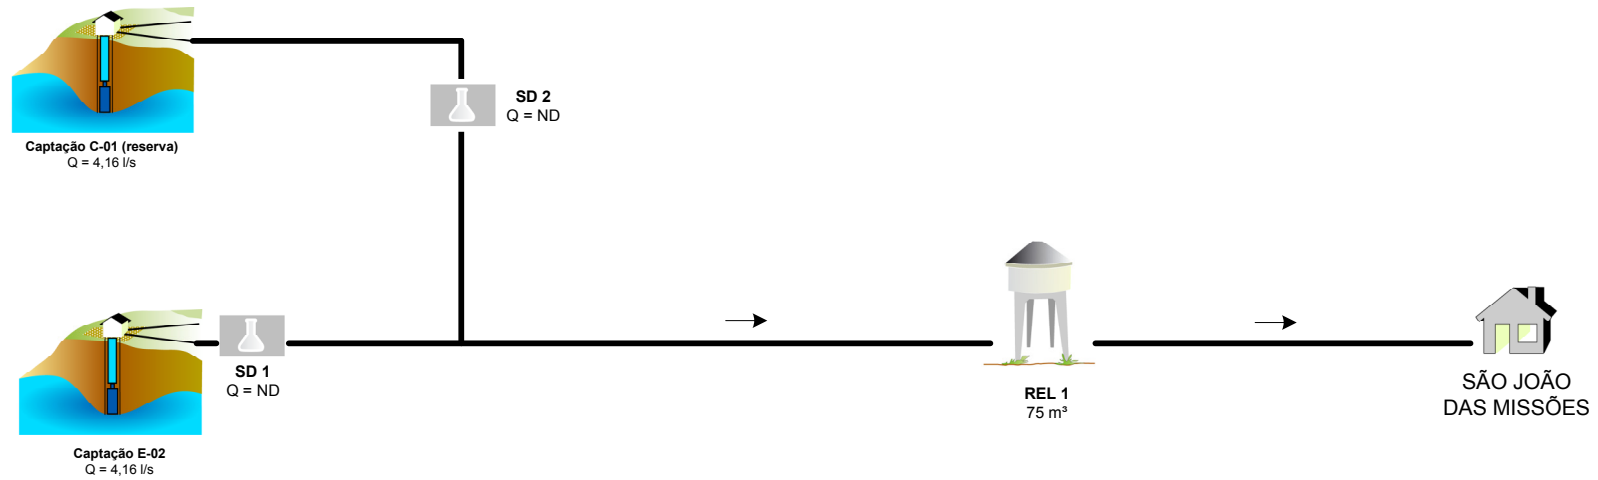 Captação C-01 (reserva)
Q = 4,16 l/s
SD 2
Q = ND
SD 1
Q = ND
Captação E-02
Q = 4,16 l/s
REL 1
75 m³
SÃO JOÃO
DAS MISSÕES